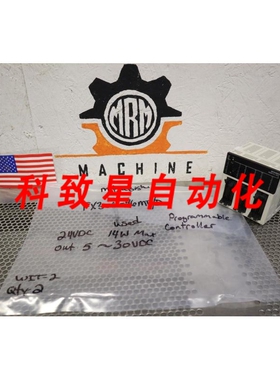 MRM
MACHINE
科致星自动化
Used Programmable
24VDC 14W Max Controller
Out 5 ~ 30VDC
WIT-2
Qty 2